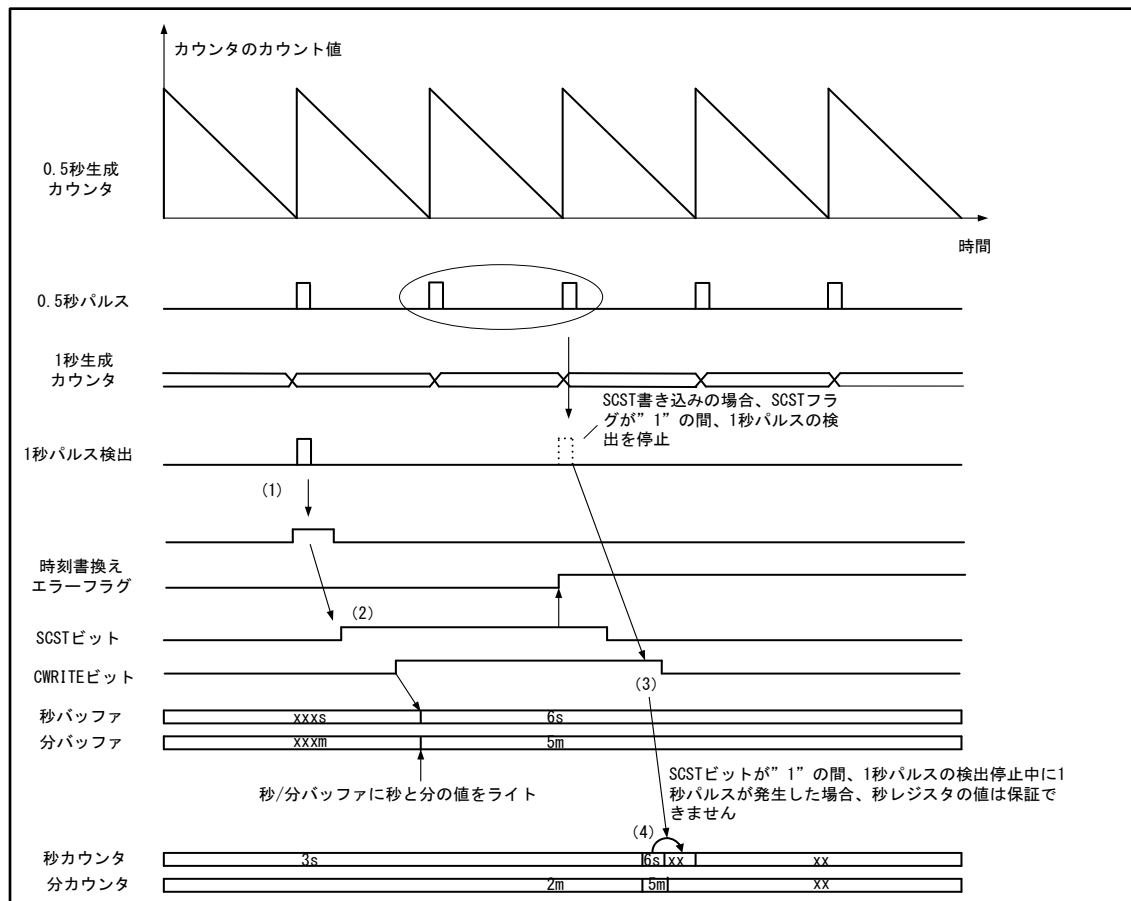 カウンタのカウント値
0.5秒生成
カウンタ
時間
0.5秒パルス
1秒生成
カウンタ
SCST書き込みの場合、SCSTフラ
グが”1”の間、1秒パルスの検
出を停止
1秒パルス検出
(1)
時刻書換え
エラーフラグ
(2)
SCSTビット
CWRITEビット
(3)
秒バッファ
xxxs
6s
分バッファ
xxxm
5m
秒/分バッファに秒と分の値をライト
SCSTビットが”1”の間、1秒パルスの検出停止中に1
秒パルスが発生した場合、秒レジスタの値は保証で
きません
(4)
秒カウンタ
3s
6s
xx
xx
分カウンタ
2m
5m
xx